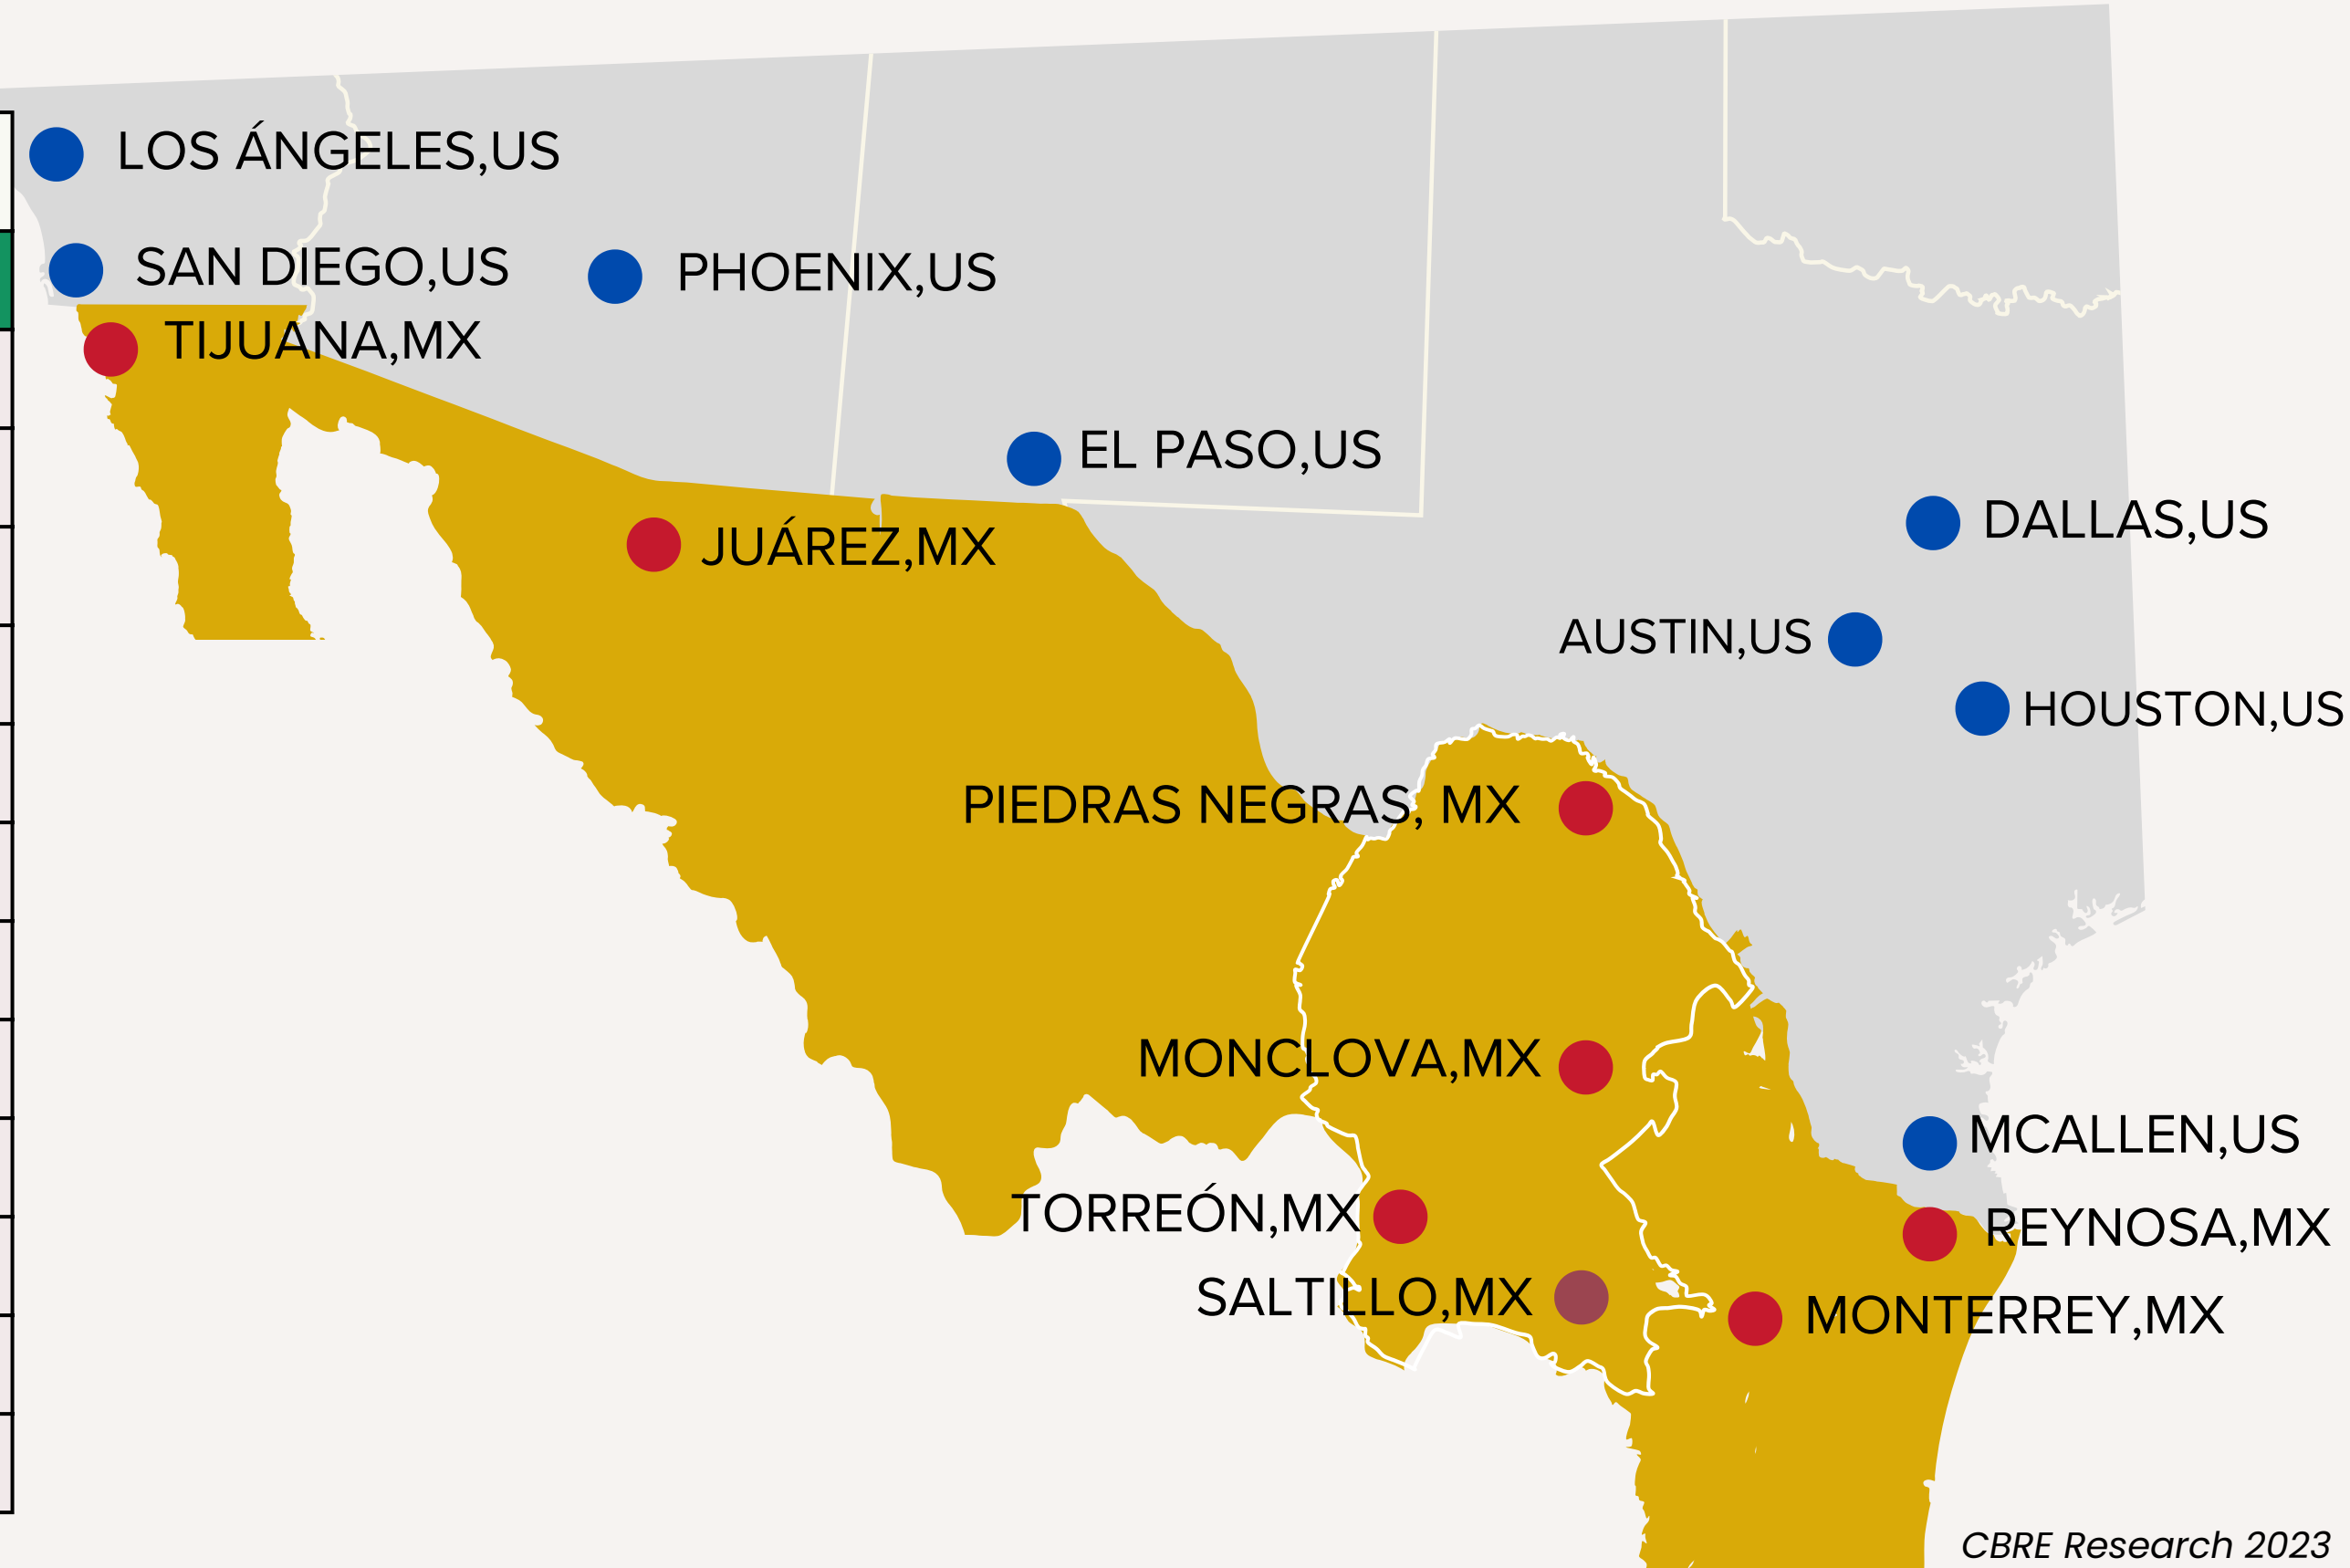 LOS ÁNGELES,US
SAN DIEGO,US
PHOENIX,US
TIJUANA,MX
EL PASO,US
JUÁREZ,MX
DALLAS,US
AUSTIN,US
HOUSTON,US
PIEDRAS NEGRAS, MX
MONCLOVA,MX
MCALLEN,US
TORREÓN,MX
REYNOSA,MX
SALTILLO,MX
MONTERREY,MX
CBRE Research 2023